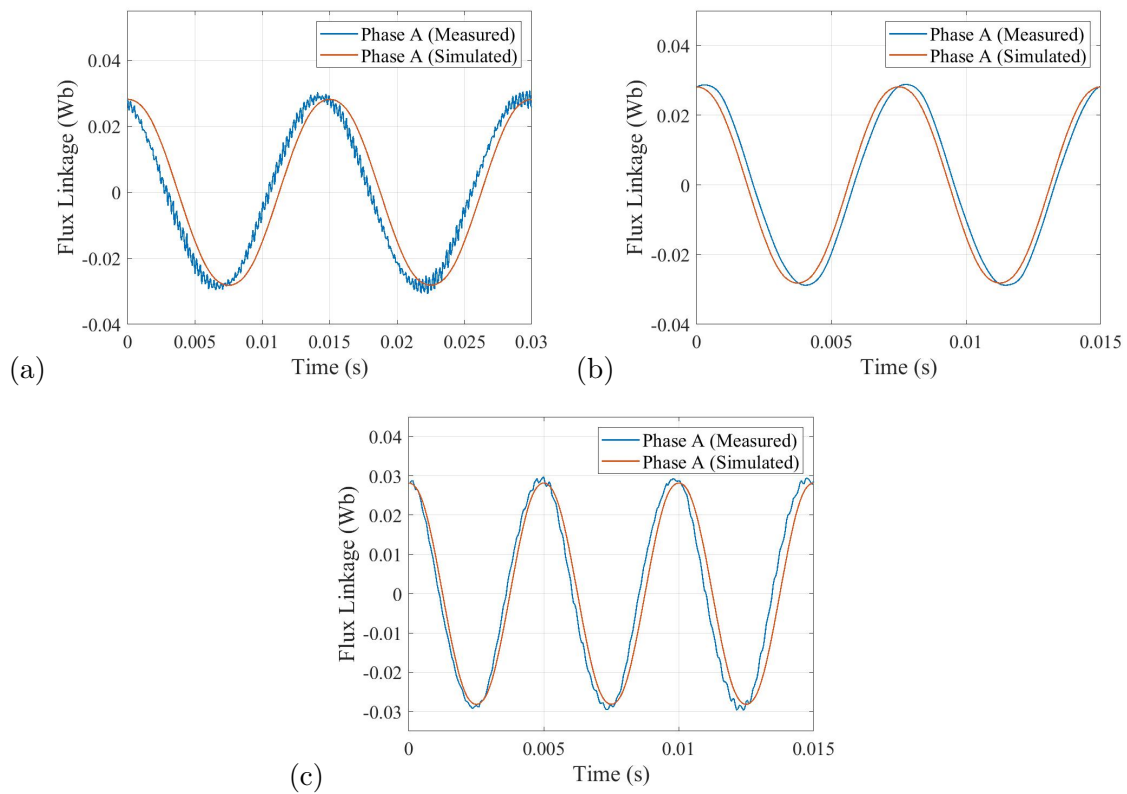 Phase A (Measured)
Phase A (Simulated)
0.04
0.02
0
-0.02
-0.04
Flux Linkage (Wb)
0 0.005 0.01 0.015 0.02 0.025 0.03
Time (s)
(a)
Phase A (Measured)
Phase A (Simulated)
0.04
0.02
0
-0.02
-0.04
Flux Linkage (Wb)
0 0.005 0.01 0.015
Time (s)
(b)
Phase A (Measured)
Phase A (Simulated)
0.04
0.03
0.02
0.01
0
-0.01
-0.02
-0.03
Flux Linkage (Wb)
0 0.005 0.01 0.015
Time (s)
(c)